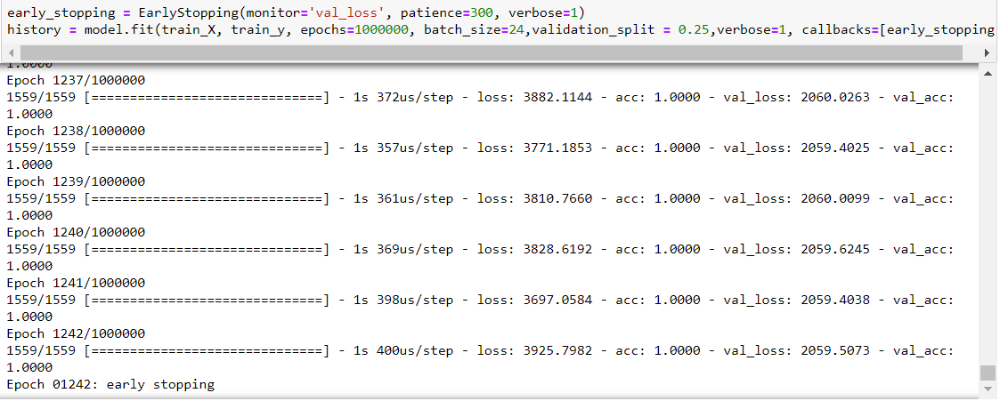 early_stopping = EarlyStopping(monitor='val_loss', patience=300, verbose=1)
history = model.fit(train_X, train_y, epochs=1000000, batch_size=24,validation_split = 0.25,verbose=1, callbacks=[early_stopping
1.0000
Epoch 1237/1000000
1559/1559 [==============================] - 1s 372us/step - loss: 3882.1144 - acc: 1.0000 - val_loss: 2060.0263 - val_acc:
1.0000
Epoch 1238/1000000
1559/1559 [==============================] - 1s 357us/step - loss: 3771.1853 - acc: 1.0000 - val_loss: 2059.4025 - val_acc:
1.0000
Epoch 1239/1000000
1559/1559 [==============================] - 1s 361us/step - loss: 3810.7660 - acc: 1.0000 - val_loss: 2060.0099 - val_acc:
1.0000
Epoch 1240/1000000
1559/1559 [==============================] - 1s 369us/step - loss: 3828.6192 - acc: 1.0000 - val_loss: 2059.6245 - val_acc:
1.0000
Epoch 1241/1000000
1559/1559 [==============================] - 1s 398us/step - loss: 3697.0584 - acc: 1.0000 - val_loss: 2059.4038 - val_acc:
1.0000
Epoch 1242/1000000
1559/1559 [==============================] - 1s 400us/step - loss: 3925.7982 - acc: 1.0000 - val_loss: 2059.5073 - val_acc:
1.0000
Epoch 01242: early stopping